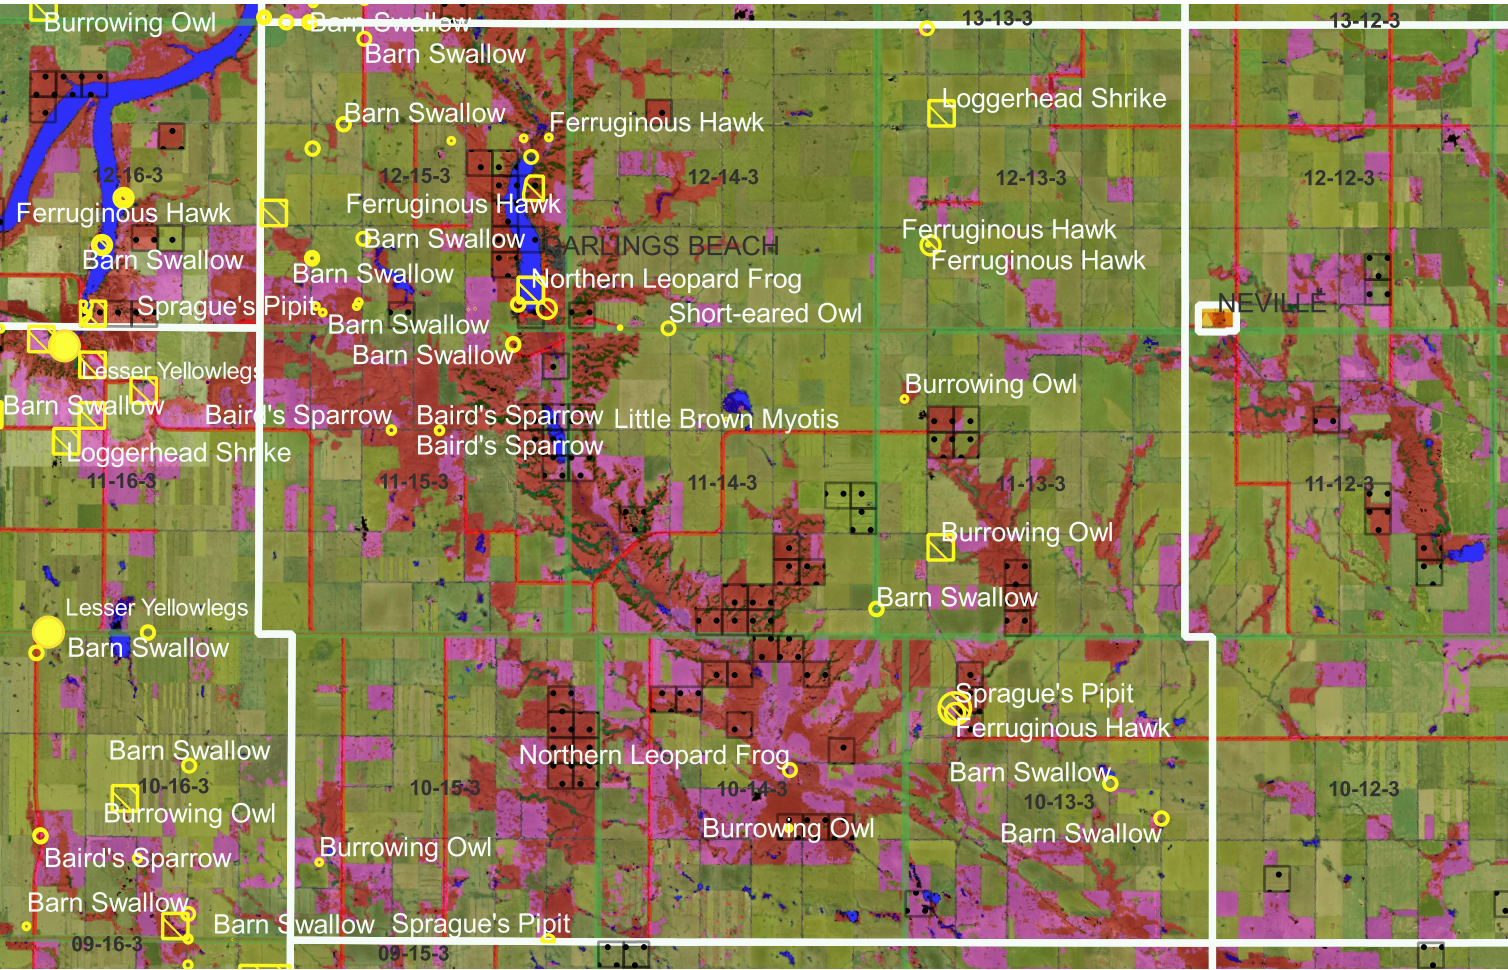 13-13-3
13-12-3
Burrowing Owl
Barn Swallow
Barn Swallow
Loggerhead Shrike
Barn Swallow
Ferruginous Hawk
12-16-3
12-15-3
12-14-3
12-13-3
12-12-3
Ferruginous Hawk
Ferruginous Hawk
Ferruginous Hawk
Barn Swallow
DARLINGS BEACH
Barn Swallow
Ferruginous Hawk
Barn Swallow
Northern Leopard Frog
Sprague's Pipit
Short-eared Owl
NEVILLE
Barn Swallow
Barn Swallow
Lesser Yellowlegs
Burrowing Owl
Barn Swallow
Baird's Sparrow
Baird's Sparrow
Little Brown Myotis
Baird's Sparrow
Loggerhead Shrike
11-16-3
11-15-3
11-14-3
11-13-3
11-12-3
Burrowing Owl
Barn Swallow
Lesser Yellowlegs
Barn Swallow
Sprague's Pipit
Ferruginous Hawk
Barn Swallow
Northern Leopard Frog
Barn Swallow
10-16-3
10-15-3
10-14-3
10-13-3
10-12-3
Burrowing Owl
Burrowing Owl
Barn Swallow
Burrowing Owl
Baird's Sparrow
Barn Swallow
Barn Swallow
Sprague's Pipit
09-16-3
09-15-3